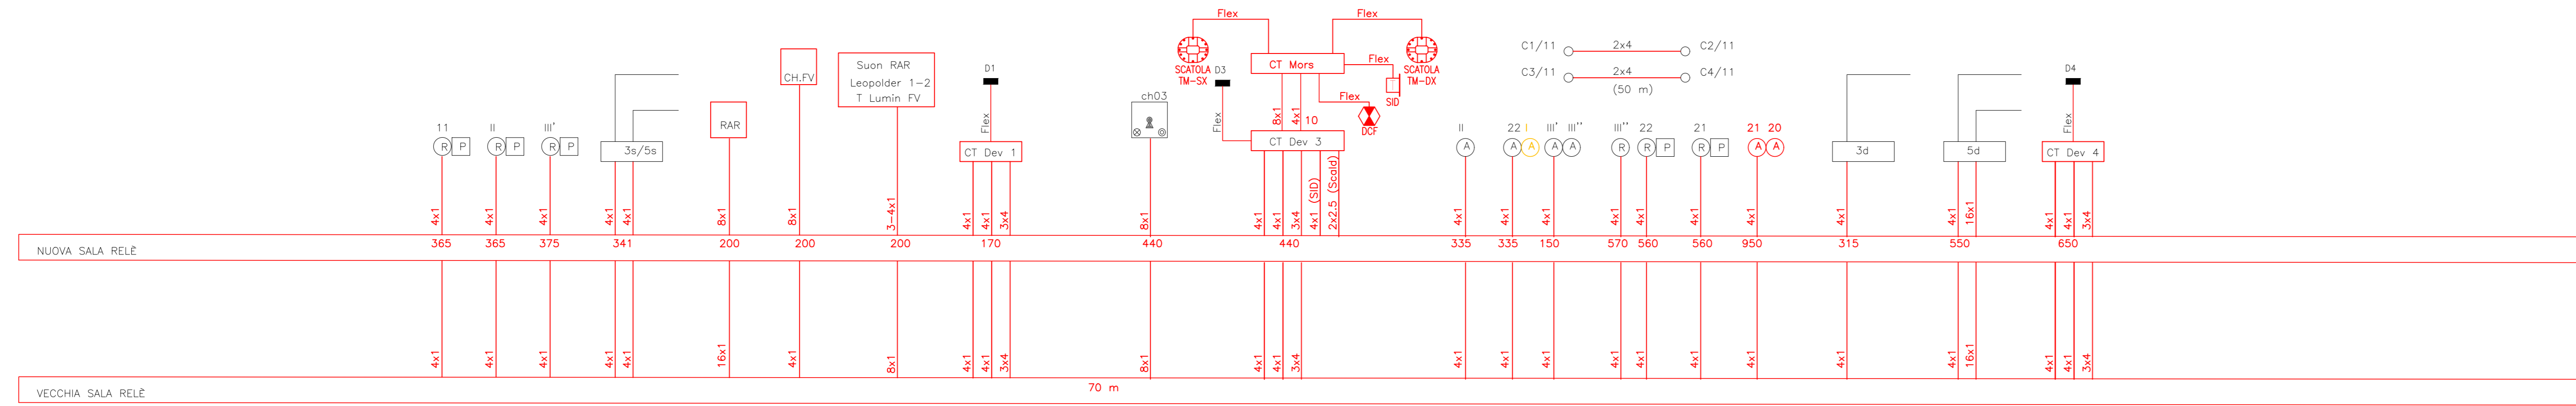 Flex
Flex
C1/11 2x4 C2/11
Suon RAR
Leopolder 1-2
T Lumin FV
CH.FV
D1
SCATOLA
TM-SX
D3
CT Mors
Flex
SCATOLA
TM-DX
C3/11 2x4 C4/11
(50 m)
D4
ch03
Flex
SID
RAR
Flex
Flex
8x1
4x1
10
DCF
Flex
11
II
III'
II
22
I
III'
III''
III''
22
21
21
20
R P
R P
R P
3s/5s
CT Dev 1
CT Dev 3
A
A
A
A
A
R
R P
R P
A
A
3d
5d
CT Dev 4
4x1
4x1
4x1
4x1
4x1
8x1
8x1
3-4x1
4x1
4x1
3x4
8x1
4x1
4x1
3x4
4x1 (SID)
2x2.5 (Scald)
4x1
4x1
4x1
4x1
4x1
4x1
4x1
4x1
4x1
16x1
4x1
4x1
3x4
365 365 375 341 200 200 200 170 440 440 335 335 150 570 560 560 950 315 550 650
NUOVA SALA RELÈ
4x1
4x1
4x1
4x1
4x1
16x1
4x1
8x1
4x1
4x1
3x4
8x1
4x1
4x1
3x4
4x1
4x1
4x1
4x1
4x1
4x1
4x1
4x1
4x1
16x1
4x1
4x1
3x4
70 m
VECCHIA SALA RELÈ